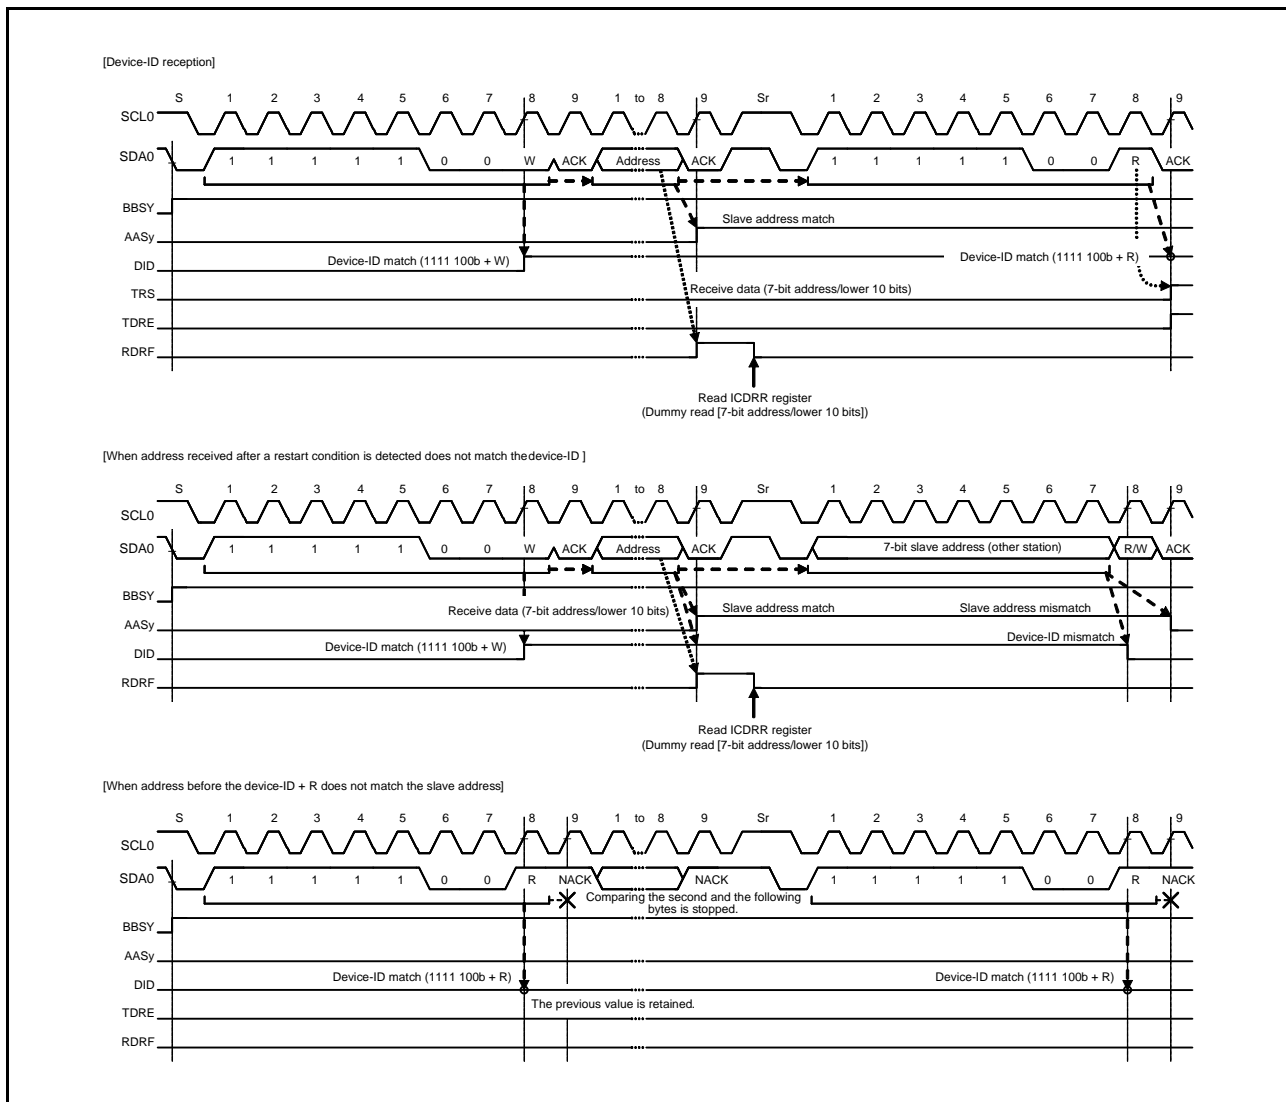 [Device-ID reception]
S 1 2 3 4 5 6 7 8 9 1 to 8 9 Sr 1 2 3 4 5 6 7 8 9
SCL0
SDA0 1 1 1 1 1 0 0 W ACK Address ACK 1 1 1 1 1 0 0 R ACK
BBSY
Slave address match
AASy
Device-ID match (1111 100b + W) Device-ID match (1111 100b + R)
DID
Receive data (7-bit address/lower 10 bits)
TRS
TDRE
RDRF
Read ICDRR register
(Dummy read [7-bit address/lower 10 bits])
[When address received after a restart condition is detected does not match thedevice-ID ]
S 1 2 3 4 5 6 7 8 9 1 to 8 9 Sr 1 2 3 4 5 6 7 8 9
SCL0
SDA0 1 1 1 1 1 0 0 W ACK Address ACK 7-bit slave address (other station) R/W ACK
BBSY
Receive data (7-bit address/lower 10 bits) Slave address match Slave address mismatch
AASy
Device-ID match (1111 100b + W) Device-ID mismatch
DID
RDRF
Read ICDRR register
(Dummy read [7-bit address/lower 10 bits])
[When address before the device-ID + R does not match the slave address]
S 1 2 3 4 5 6 7 8 9 1 to 8 9 Sr 1 2 3 4 5 6 7 8 9
SCL0
SDA0 1 1 1 1 1 0 0 R NACK NACK 1 1 1 1 1 0 0 R NACK
Comparing the second and the following
bytes is stopped.
BBSY
AASy
Device-ID match (1111 100b + R) Device-ID match (1111 100b + R)
DID
The previous value is retained.
TDRE
RDRF